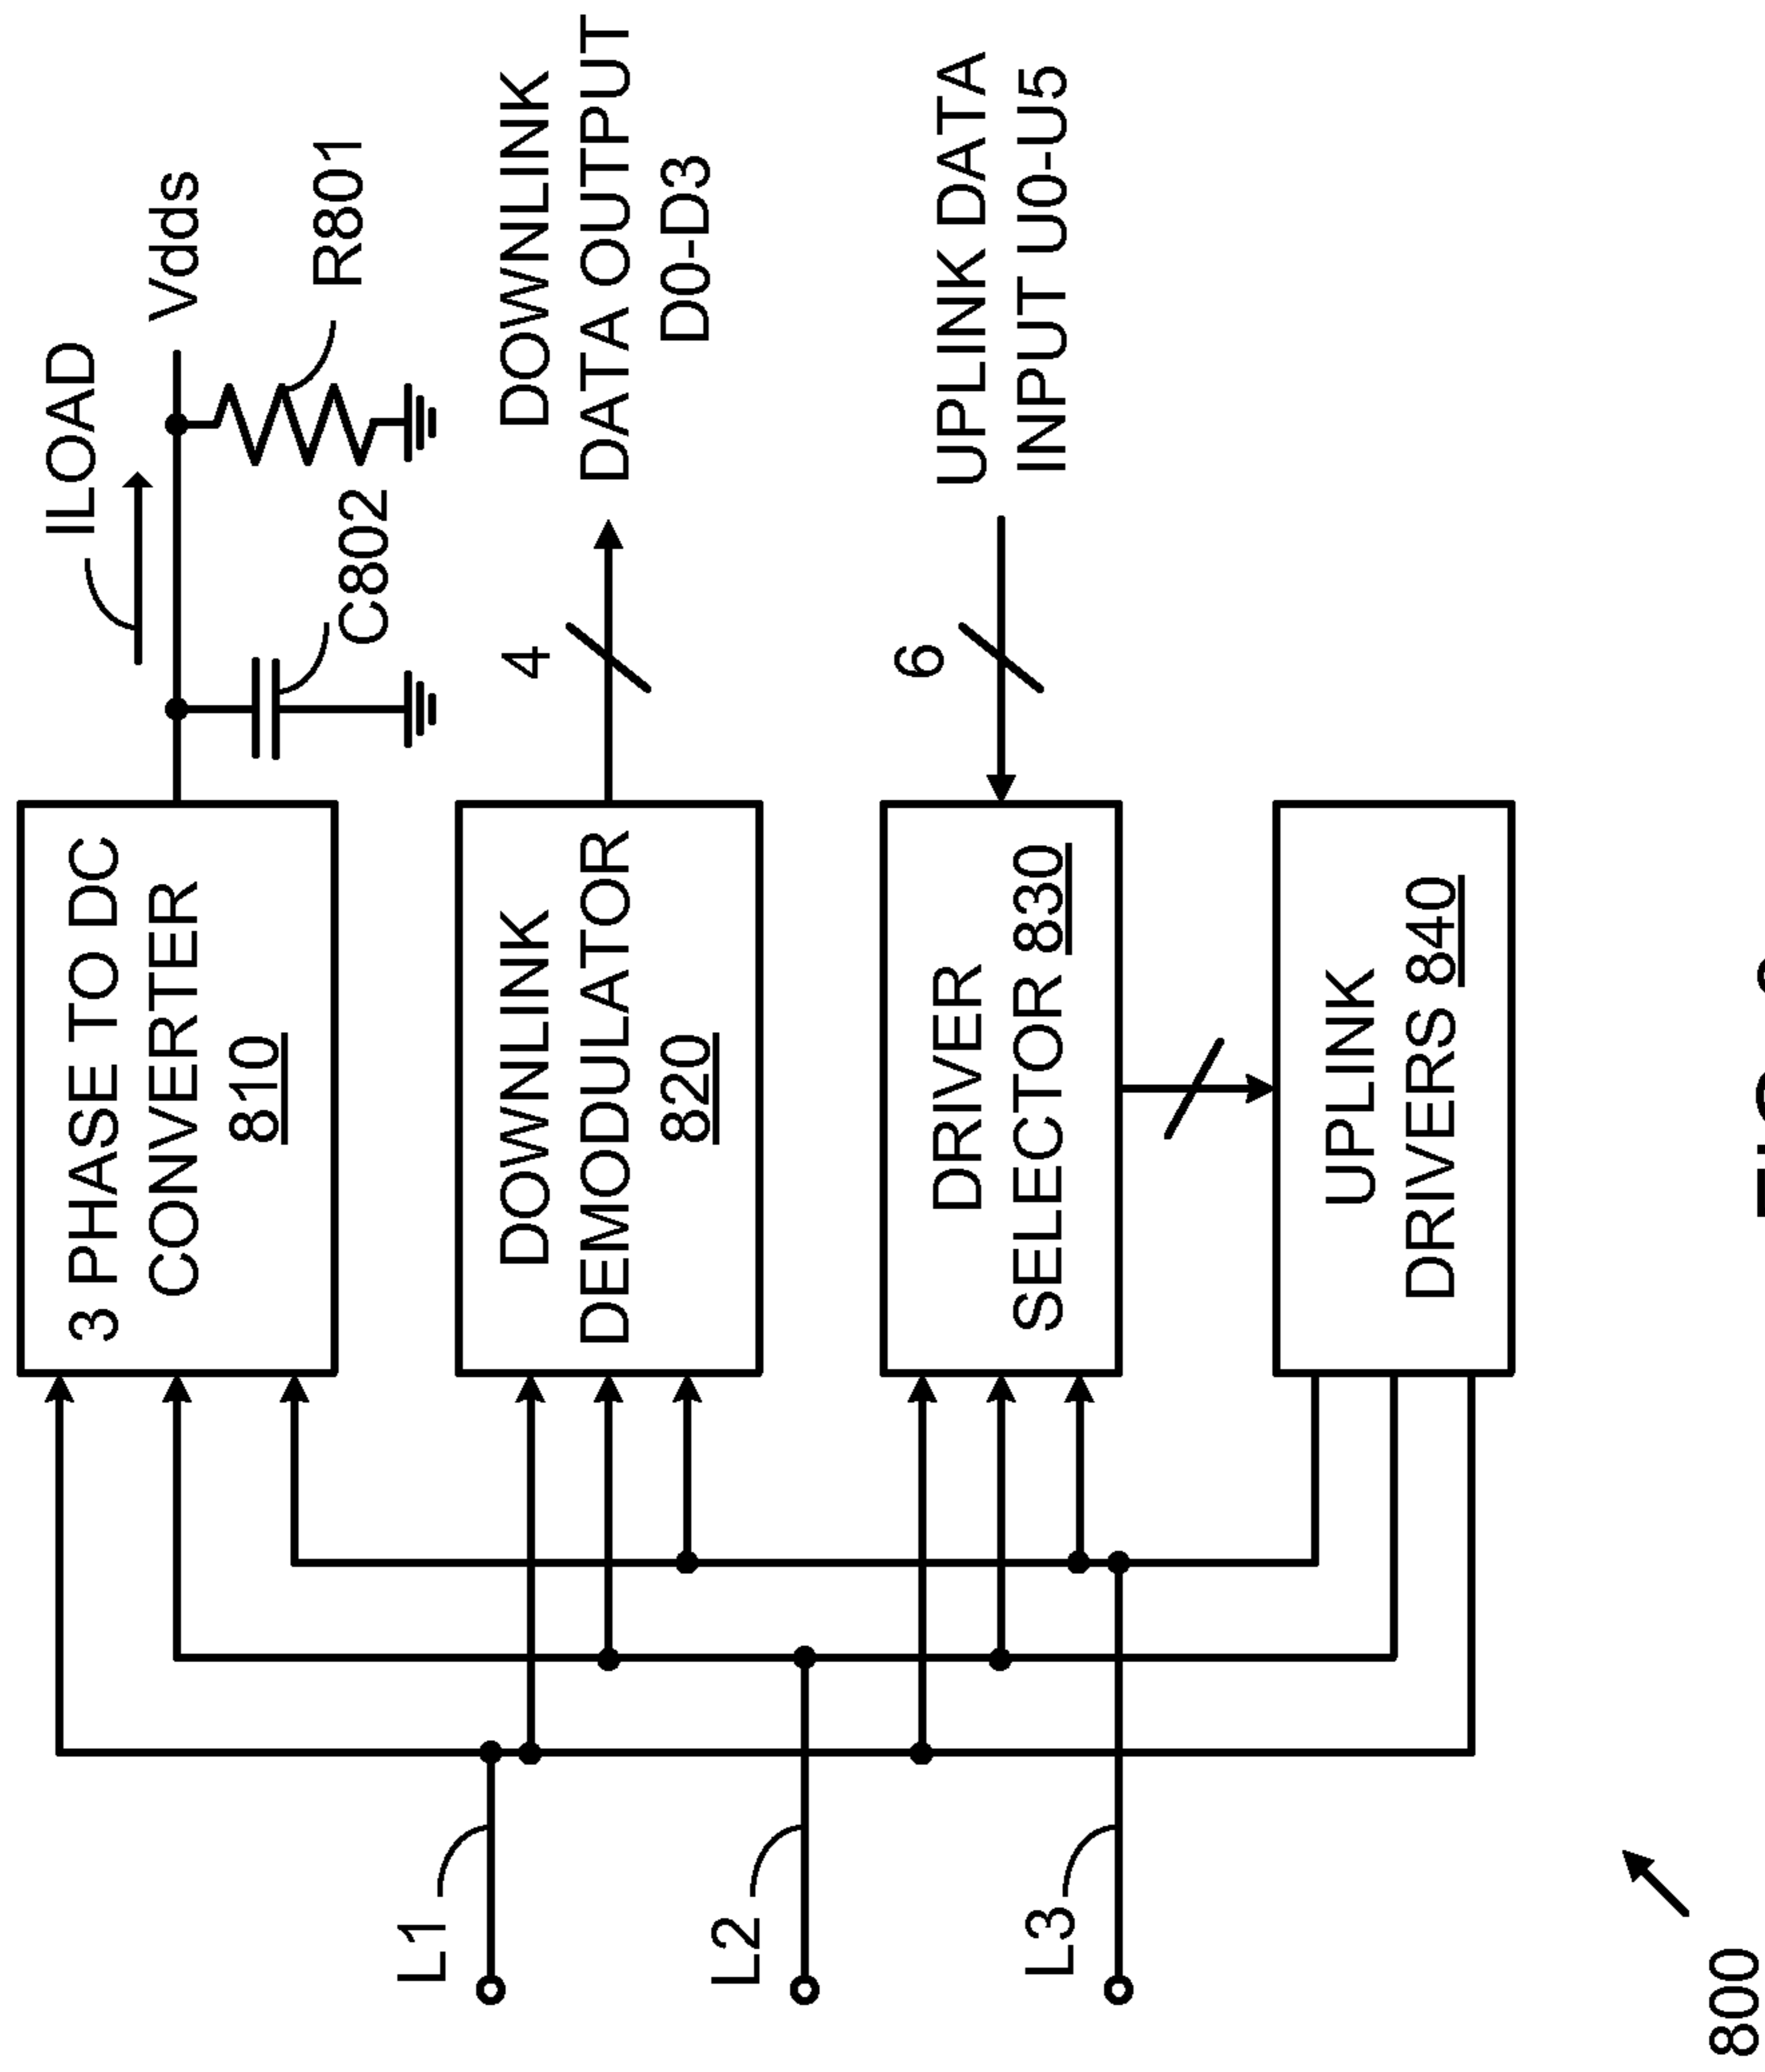 3 PHASE TO DC
CONVERTER
810
ILOAD
Vdds
R801
C802
DOWNLINK
DEMODULATOR
820
4
DOWNLINK
DATA OUTPUT
D0-D3
L1
L2
L3
DRIVER
SELECTOR 830
6
UPLINK DATA
INPUT U0-U5
UPLINK
DRIVERS 840
800